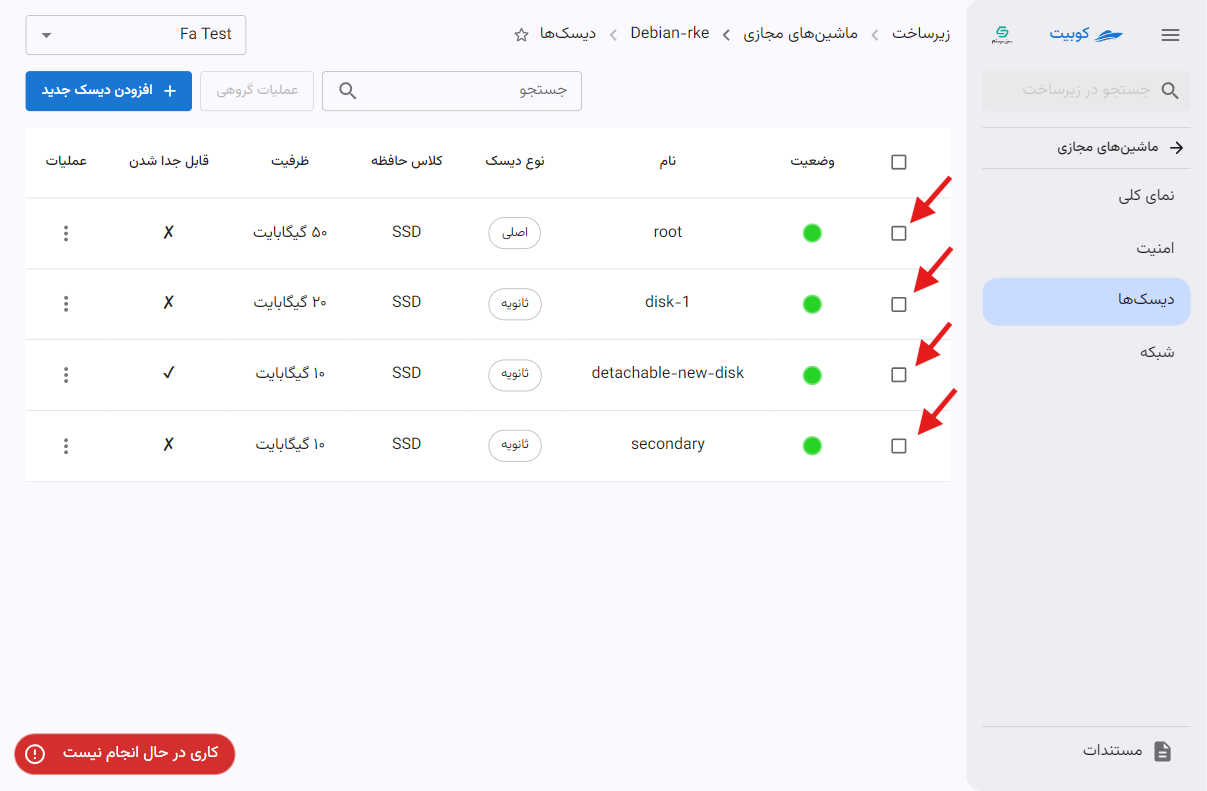 کوبیت
جستجو در زیرساخت
ماشین‌های مجازی
نمای کلی
امنیت
دیسک‌ها
شبکه
مستندات
زیرساخت
ماشین‌های مجازی
Debian-rke
دیسک‌ها
Fa Test
جستجو
عملیات گروهی
افزودن دیسک جدید
وضعیت نام نوع دیسک کلاس حافظه ظرفیت قابل جدا شدن عملیات
root اصلی SSD ۵۰ گیگابایت ✗
disk-1 ثانویه SSD ۲۰ گیگابایت ✗
detachable-new-disk ثانویه SSD ۱۰ گیگابایت ✓
secondary ثانویه SSD ۱۰ گیگابایت ✗
کاری در حال انجام نیست